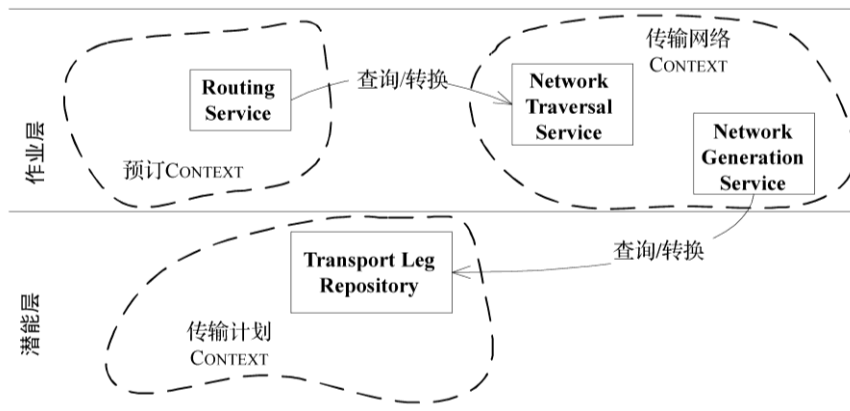 传输网络
CONTEXT
Routing
Service
查询/转换
Network
Traversal
Service
Network
Generation
Service
作业层
预订CONTEXT
Transport Leg
Repository
查询/转换
潜能层
传输计划
CONTEXT